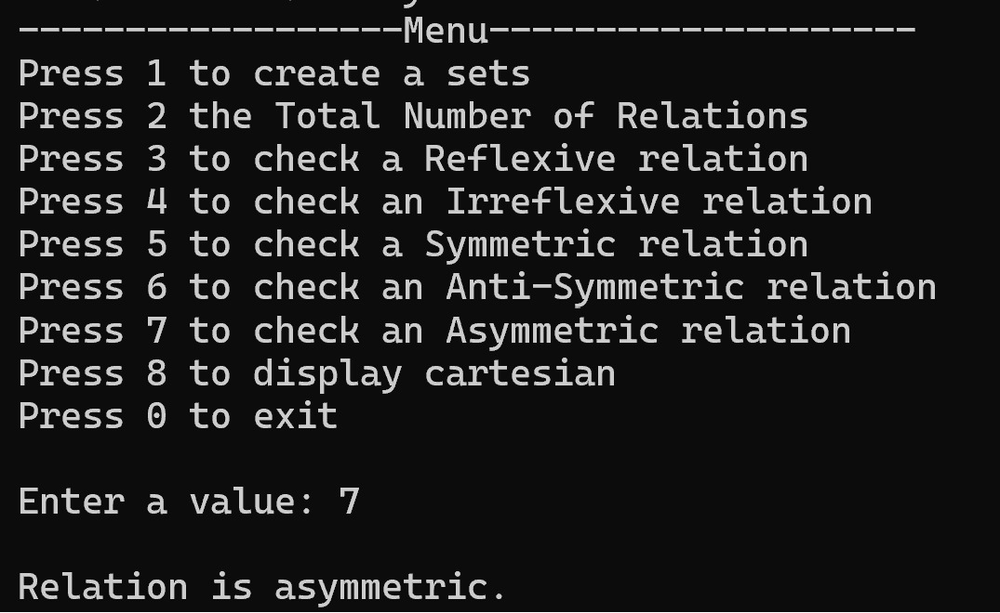 ------------------Menu--------------------
Press 1 to create a sets
Press 2 the Total Number of Relations
Press 3 to check a Reflexive relation
Press 4 to check an Irreflexive relation
Press 5 to check a Symmetric relation
Press 6 to check an Anti-Symmetric relation
Press 7 to check an Asymmetric relation
Press 8 to display cartesian
Press 0 to exit
Enter a value: 7
Relation is asymmetric.